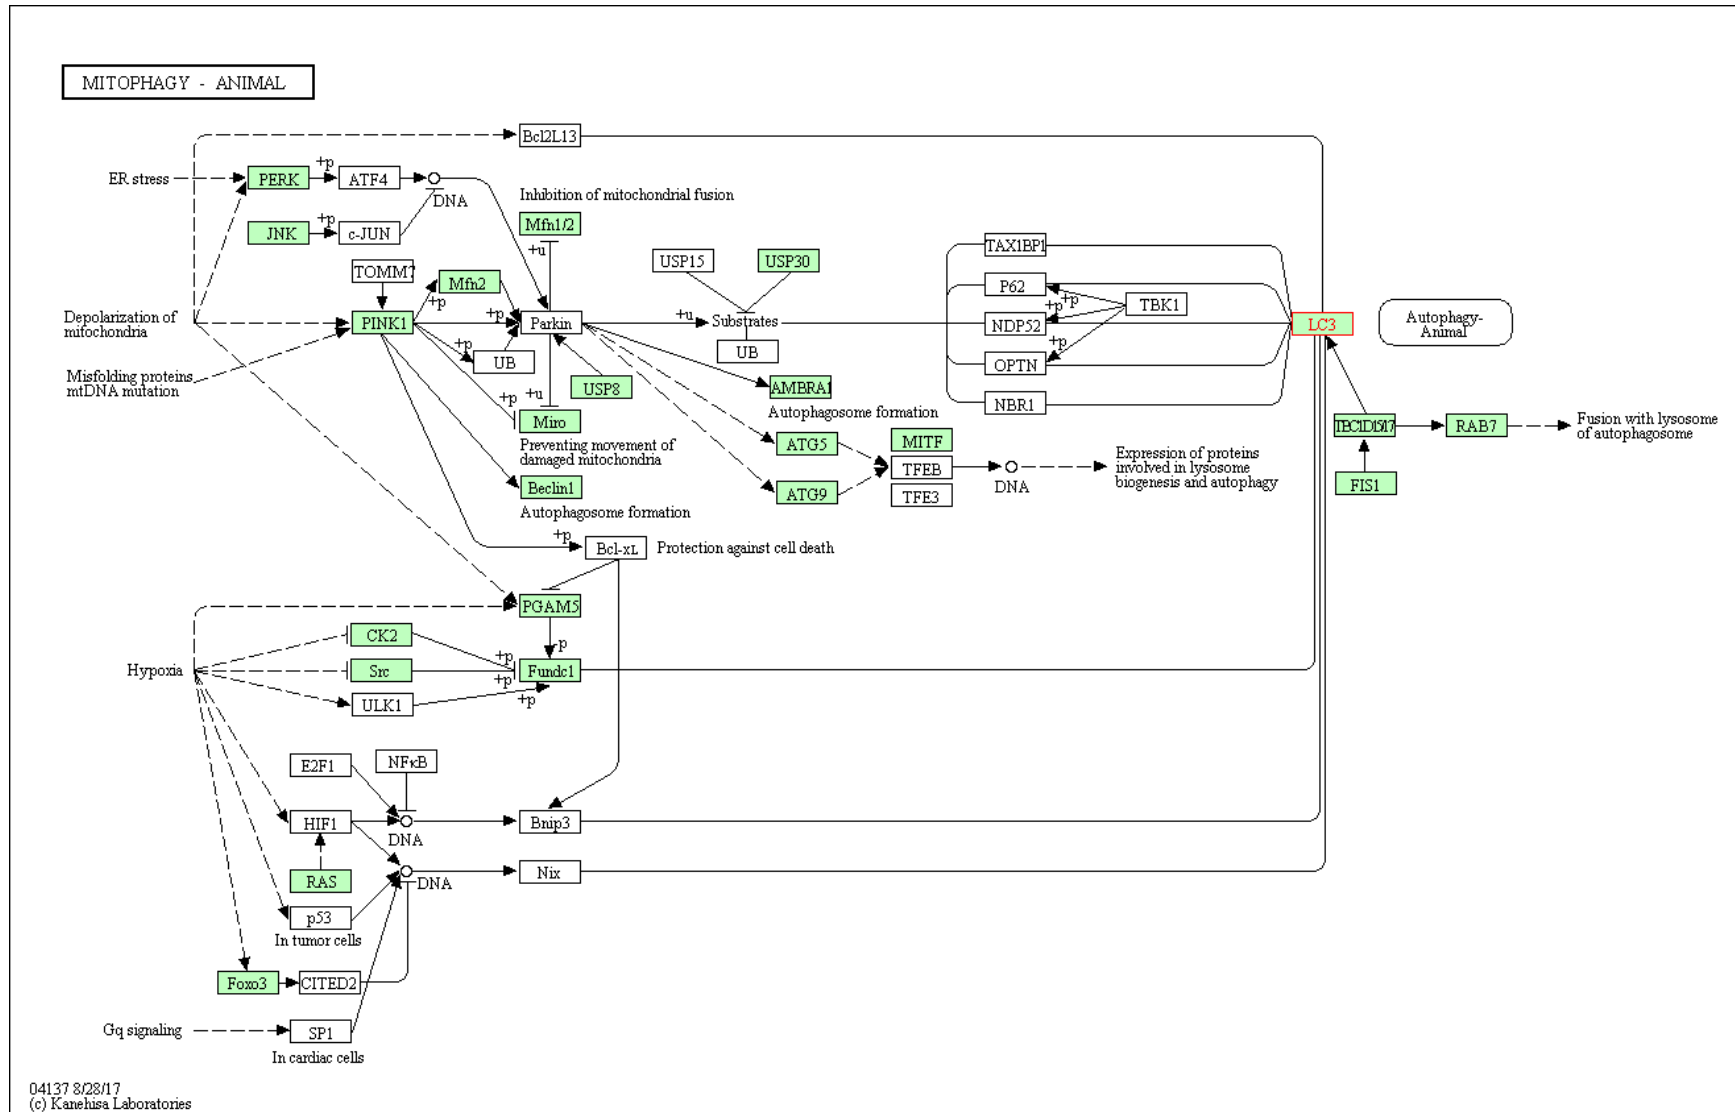 MITOPHAGY - ANIMAL
Bcl2L13
ER stress
PERK
+p
ATF4
DNA
JNK
+p
c-JUN
Inhibition of mitochondrial fusion
Mfn1/2
+u
TOMM7
Mfn2
+p
Depolarization of
mitochondria
PINK1
+p
Parkin
+u
Substrates
USP15
USP30
UB
+p
UB
Misfolding proteins
mtDNA mutation
+p
+u
USP8
Miro
Preventing movement of
damaged mitochondria
Beclin1
Autophagosome formation
AMBRA1
Autophagosome formation
ATG5
ATG9
MITF
TFEB
TFE3
DNA
Expression of proteins
involved in lysosome
biogenesis and autophagy
TAX1BP1
P62
+p
+p
TBK1
NDP52
+p
OPTN
NBR1
LC3
Autophagy-
Animal
TBC1D15/17
RAB7
Fusion with lysosome
of autophagosome
FIS1
+p
Bcl-xL
Protection against cell death
PGAM5
-p
CK2
+p
Hypoxia
Src
+p
Fundc1
ULK1
+p
E2F1
NFκB
HIF1
DNA
Bnip3
RAS
DNA
Nix
p53
In tumor cells
Foxo3
CITED2
Gq signaling
SP1
In cardiac cells
04137 8/28/17
(c) Kanehisa Laboratories